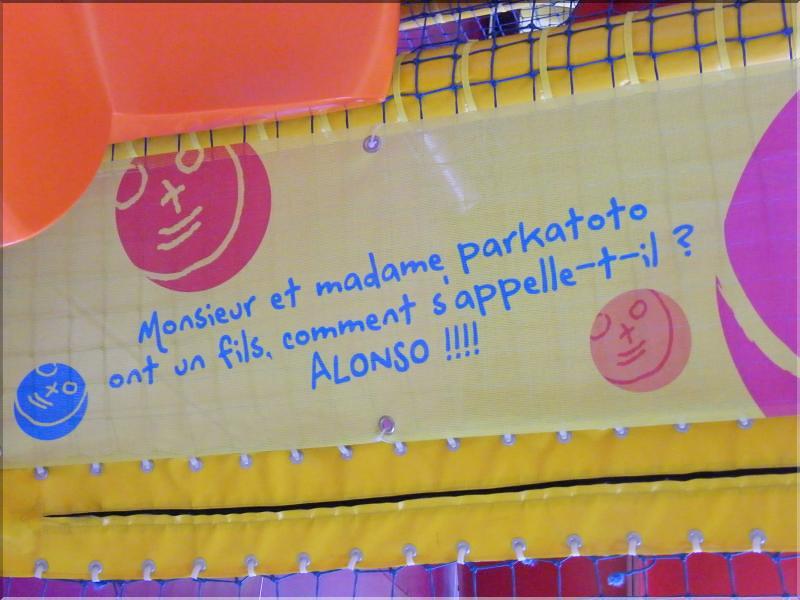 Monsieur et madame parkatoto
ont un fils, comment s'appelle-t-il ?
ALONSO !!!!